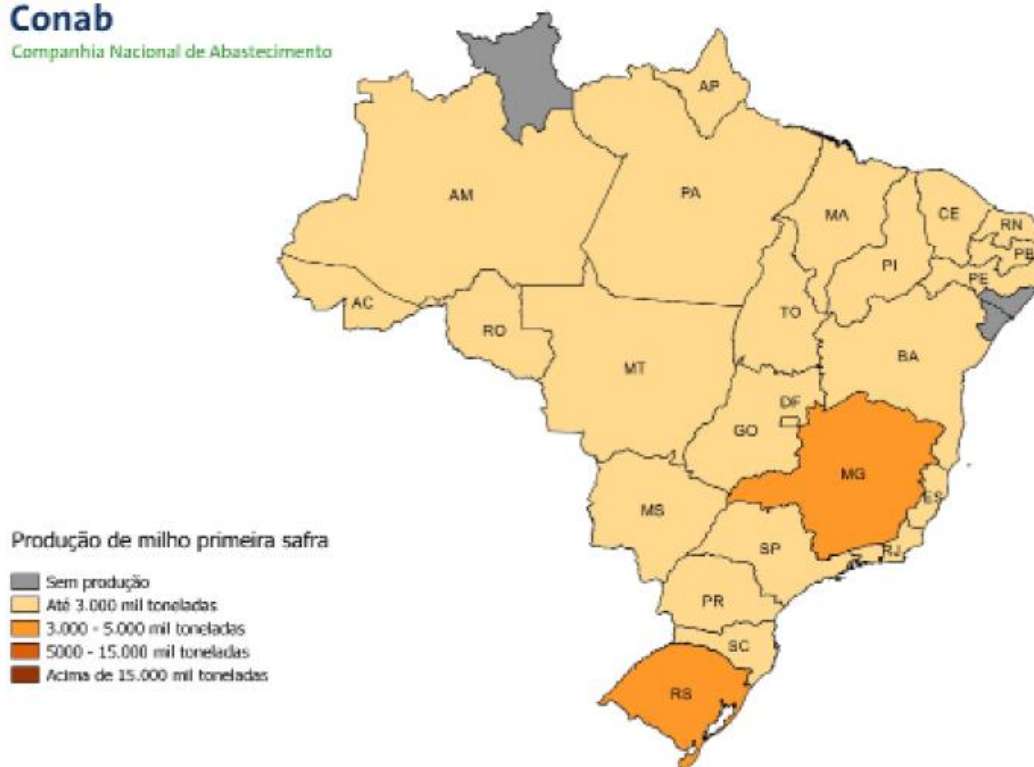 Conab
Companhia Nacional de Abastecimento
AP
AM
PA
MA
CE
RN
PB
PI
PE
AC
TO
RO
BA
MT
DF
GO
MG
ES
MS
SP
RJ
PR
SC
RS
Produção de milho primeira safra
Sem produção
Até 3.000 mil toneladas
3.000 - 5.000 mil toneladas
5000 - 15.000 mil toneladas
Acima de 15.000 mil toneladas